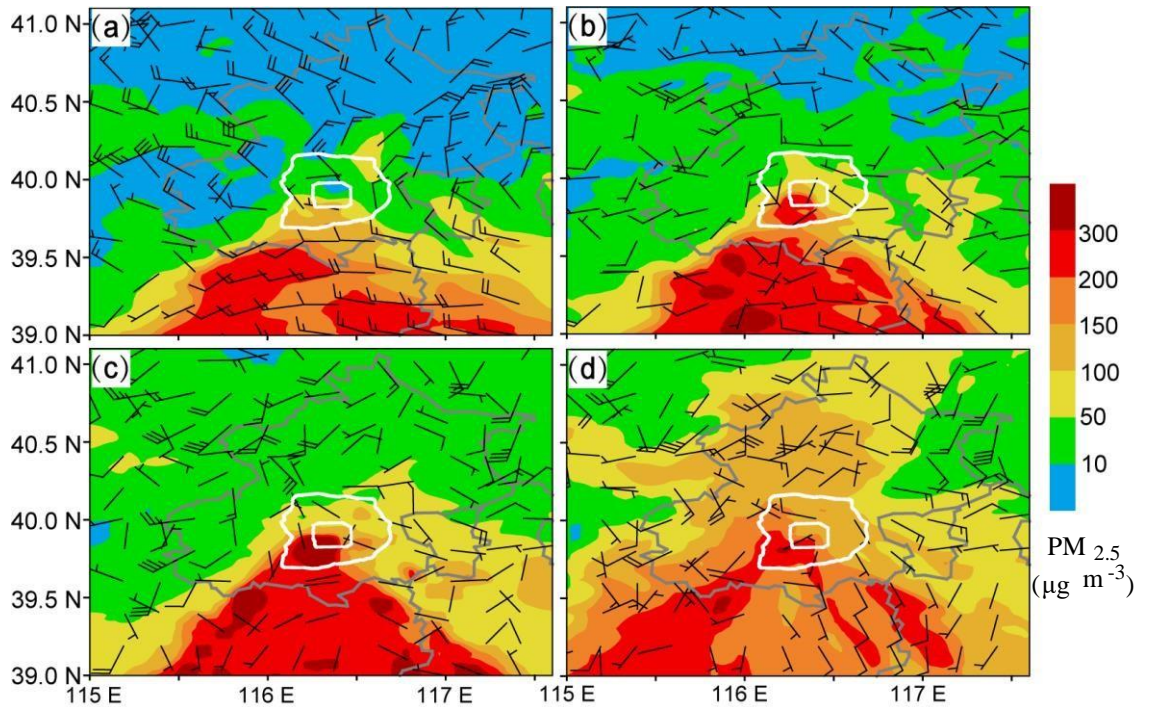 (a)
41.0 N
40.5 N
40.0 N
39.5 N
39.0 N
(b)
(c)
41.0 N
40.5 N
40.0 N
39.5 N
39.0 N
115 E 116 E 117 E
(d)
115 E 116 E 117 E
300
200
150
100
50
10
PM 2.5
(μg m-3)